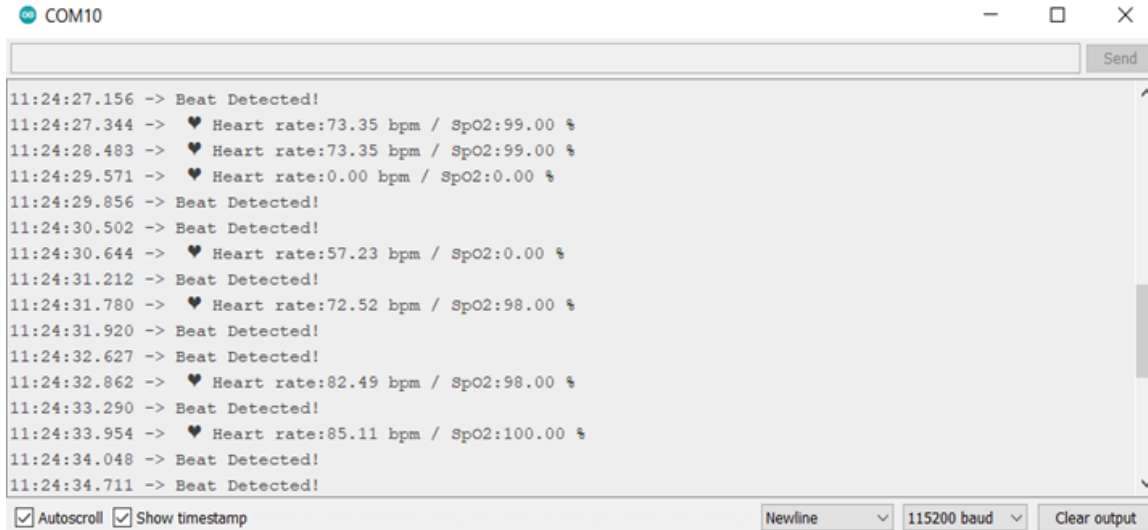 COM10
Send
11:24:27.156 -> Beat Detected!
11:24:27.344 ->  ♥ Heart rate:73.35 bpm / SpO2:99.00 %
11:24:28.483 ->  ♥ Heart rate:73.35 bpm / SpO2:99.00 %
11:24:29.571 ->  ♥ Heart rate:0.00 bpm / SpO2:0.00 %
11:24:29.856 -> Beat Detected!
11:24:30.502 -> Beat Detected!
11:24:30.644 ->  ♥ Heart rate:57.23 bpm / SpO2:0.00 %
11:24:31.212 -> Beat Detected!
11:24:31.780 ->  ♥ Heart rate:72.52 bpm / SpO2:98.00 %
11:24:31.920 -> Beat Detected!
11:24:32.627 -> Beat Detected!
11:24:32.862 ->  ♥ Heart rate:82.49 bpm / SpO2:98.00 %
11:24:33.290 -> Beat Detected!
11:24:33.954 ->  ♥ Heart rate:85.11 bpm / SpO2:100.00 %
11:24:34.048 -> Beat Detected!
11:24:34.711 -> Beat Detected!
Autoscroll Show timestamp Newline 115200 baud Clear output